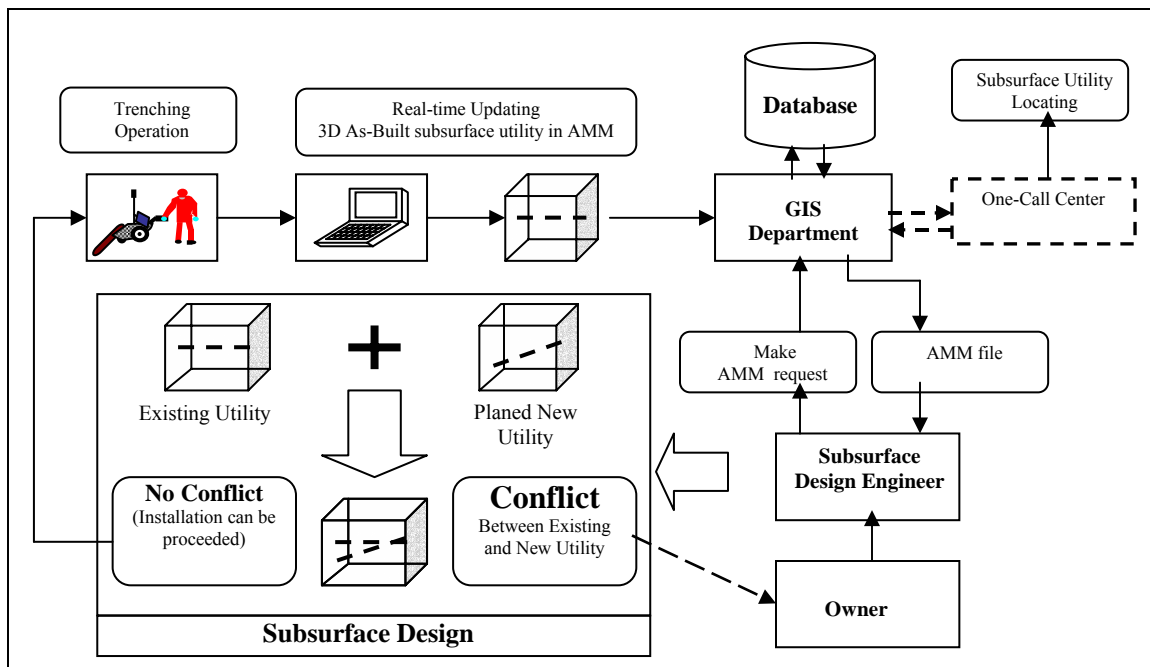 Trenching
Operation
Real-time Updating
3D As-Built subsurface utility in AMM
Database
Subsurface Utility
Locating
GIS
Department
One-Call Center
Make
AMM request
AMM file
Existing Utility
Planed New
Utility
No Conflict
(Installation can be
proceeded)
Conflict
Between Existing
and New Utility
Subsurface
Design Engineer
Owner
Subsurface Design